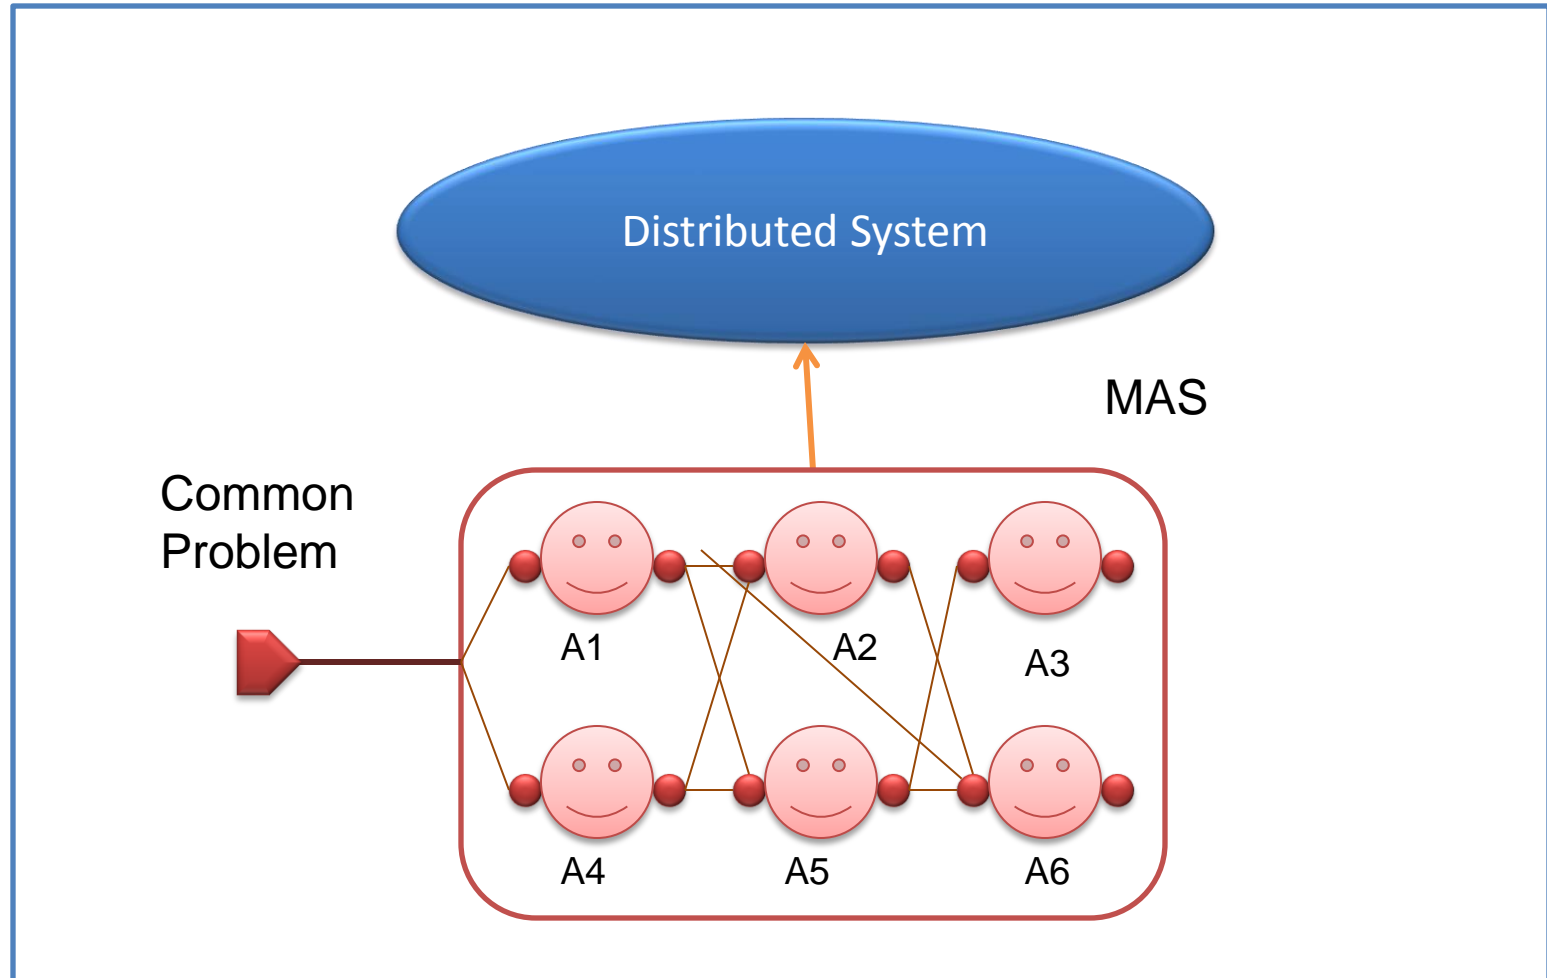 Distributed System
MAS
Common
Problem
A1
A2
A3
A4
A5
A6